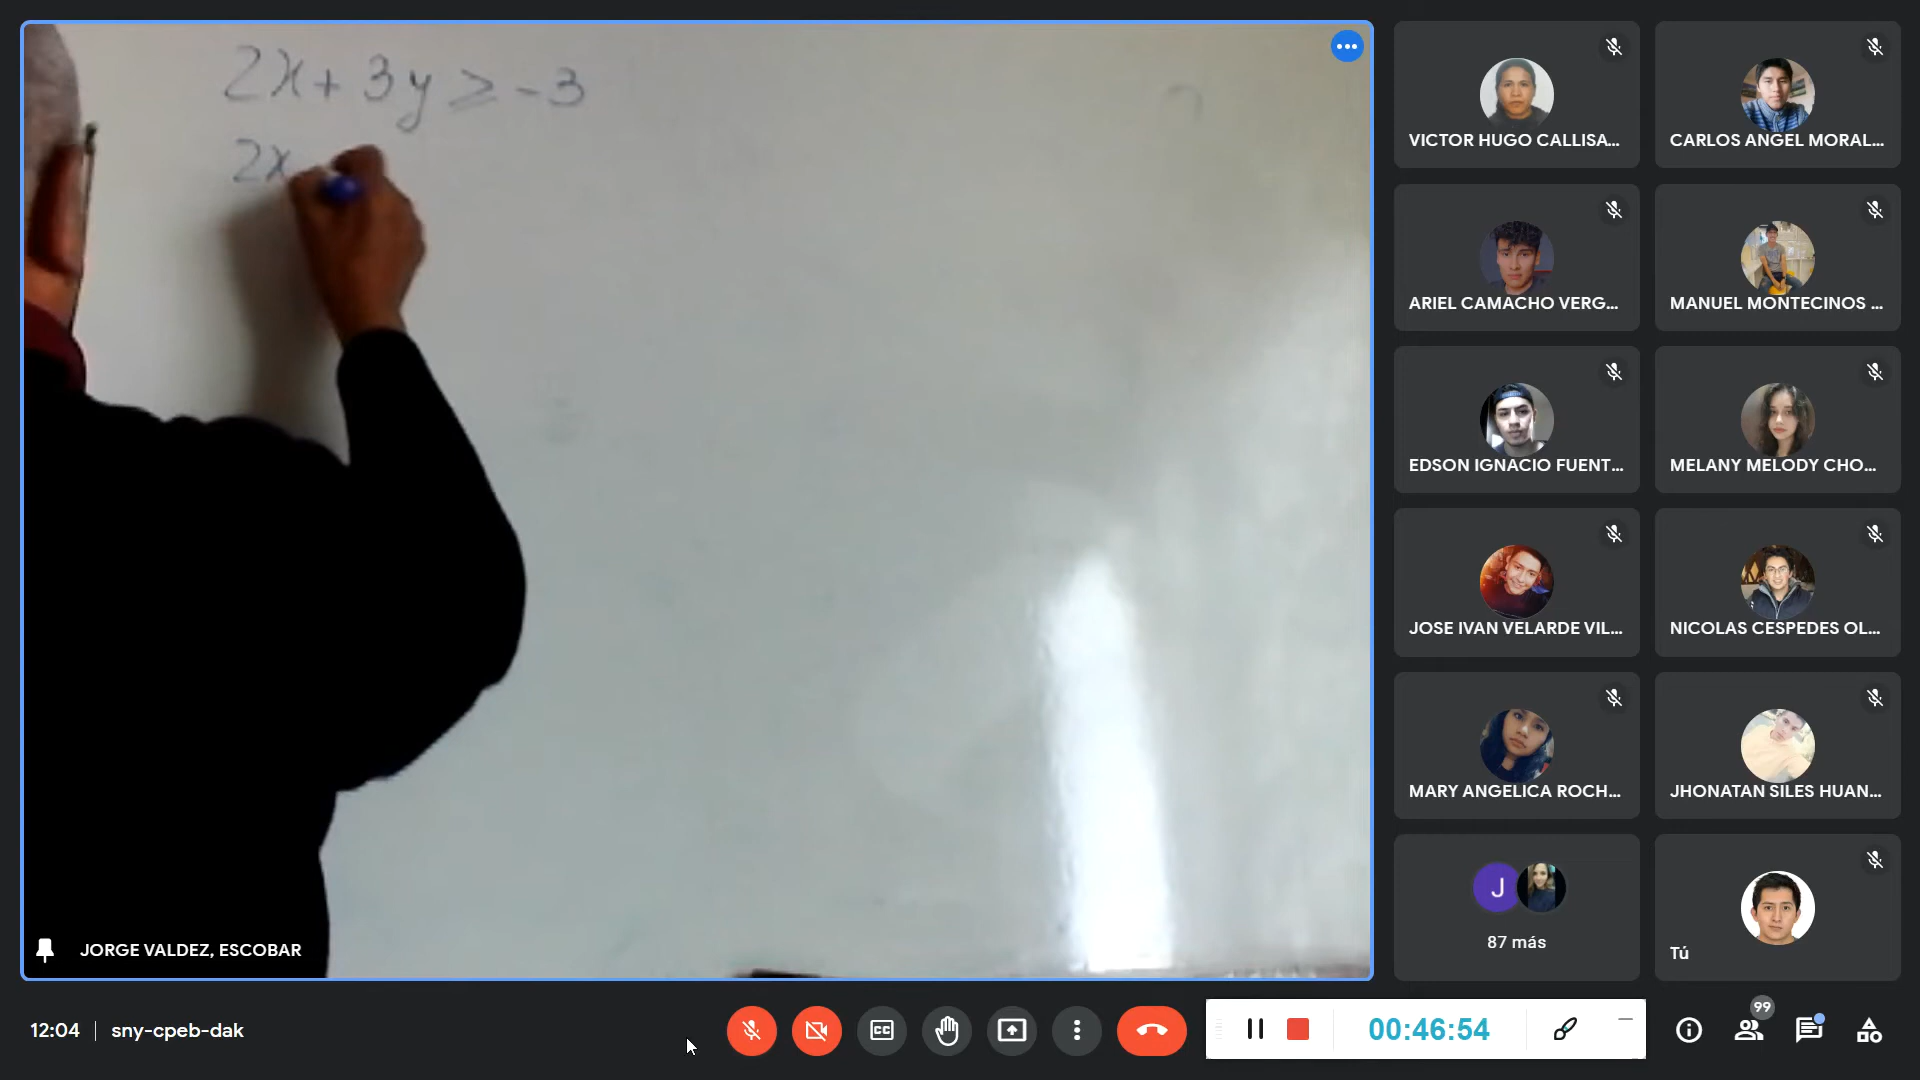 2x + 3y ≥ -3
2x
VICTOR HUGO CALLISA...
CARLOS ANGEL MORAL...
ARIEL CAMACHO VERG...
MANUEL MONTECINOS ...
EDSON IGNACIO FUENT...
MELANY MELODY CHO...
JOSE IVAN VELARDE VIL...
NICOLAS CESPEDES OL...
MARY ANGELICA ROCH...
JHONATAN SILES HUAN...
J
87 más
Tú
JORGE VALDEZ, ESCOBAR
12:04 | sny-cpeb-dak
CC
00:46:54
99